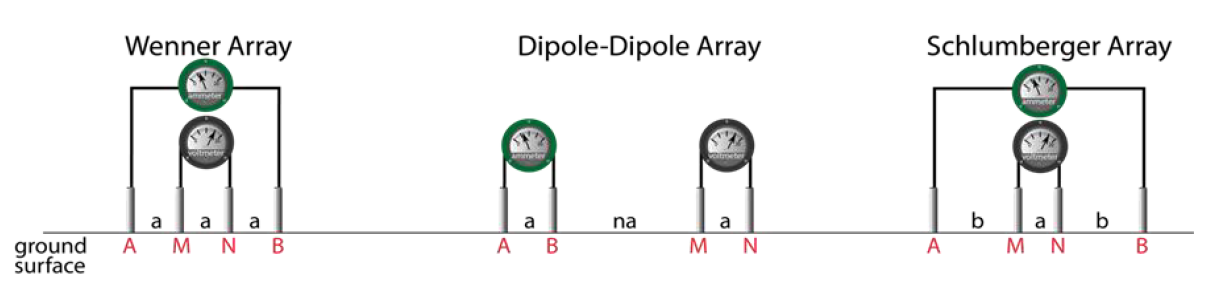 Wenner Array
Dipole-Dipole Array
Schlumberger Array
ammeter
voltmeter
ammeter
voltmeter
ammeter
voltmeter
a a a
a na a
b a b
ground
surface
A M N B
A B M N
A M N B